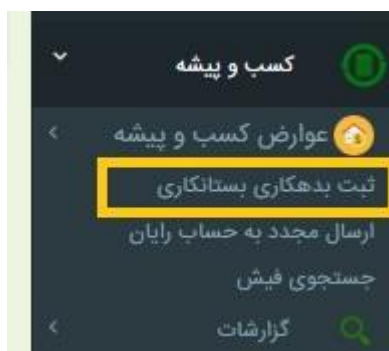 کسب و پیشه
عوارض کسب و پیشه
ثبت بدهکاری بستانکاری
ارسال مجدد به حساب رایان
جستجوی فیش
گزارشات